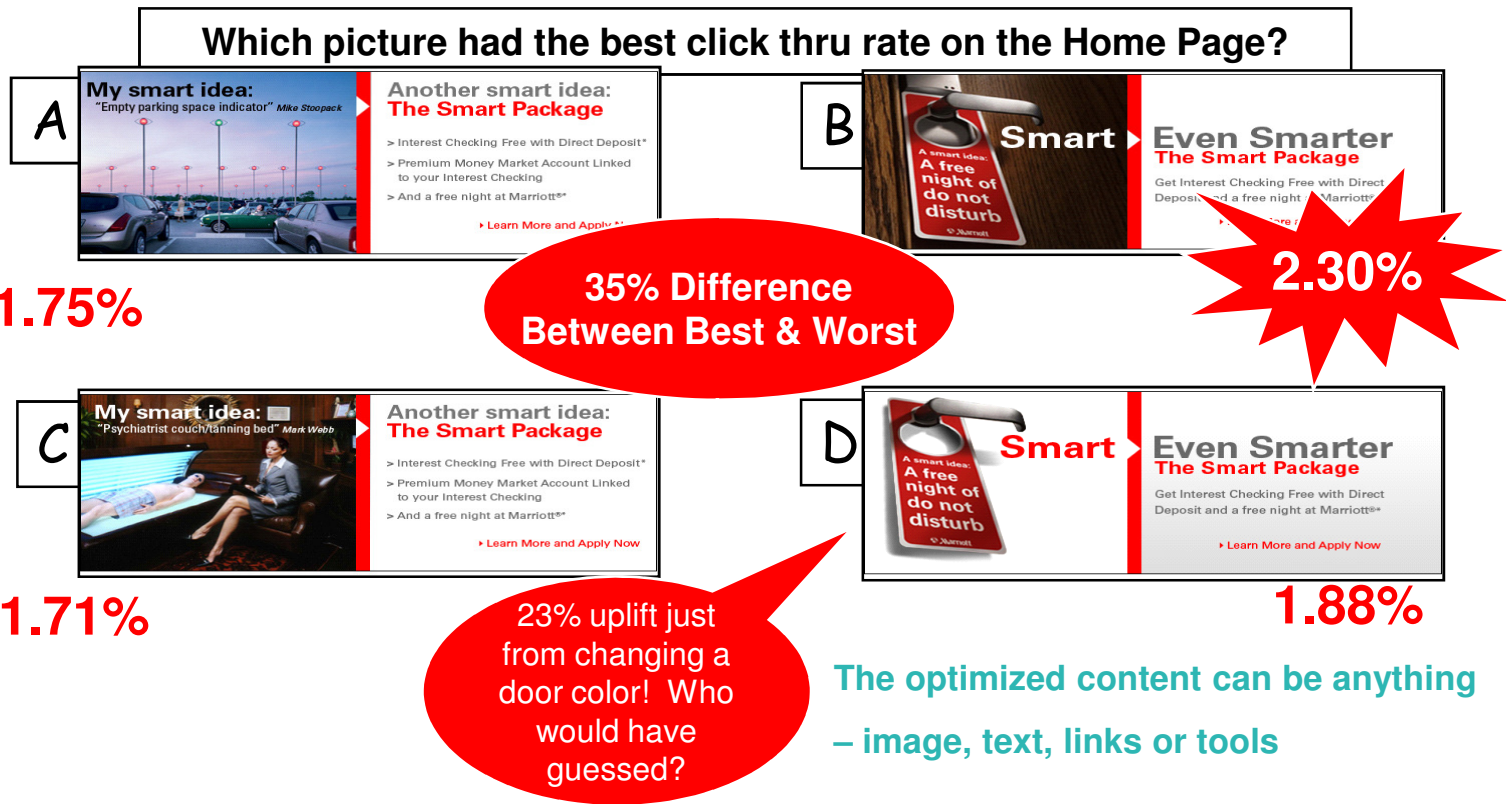 Which picture had the best click thru rate on the Home Page?
A
My smart idea:
"Empty parking space indicator" Mike Stoopack
Another smart idea:
The Smart Package
> Interest Checking Free with Direct Deposit*
> Premium Money Market Account Linked
to your Interest Checking
> And a free night at Marriott®*
Learn More and Apply
1.75%
B
A smart idea:
A free
night of
do not
disturb
Marriott
Smart
Even Smarter
The Smart Package
Get Interest Checking Free with Direct
Deposit and a free night Marriott®
2.30%
35% Difference
Between Best & Worst
C
My smart idea:
"Psychiatrist couch/tanning bed" Mark Webb
Another smart idea:
The Smart Package
> Interest Checking Free with Direct Deposit*
> Premium Money Market Account Linked
to your Interest Checking
> And a free night at Marriott®*
Learn More and Apply Now
1.71%
D
A smart idea:
A free
night of
do not
disturb
Marriott
Smart
Even Smarter
The Smart Package
Get Interest Checking Free with Direct
Deposit and a free night at Marriott®*
Learn More and Apply Now
1.88%
23% uplift just
from changing a
door color! Who
would have
guessed?
The optimized content can be anything
– image, text, links or tools